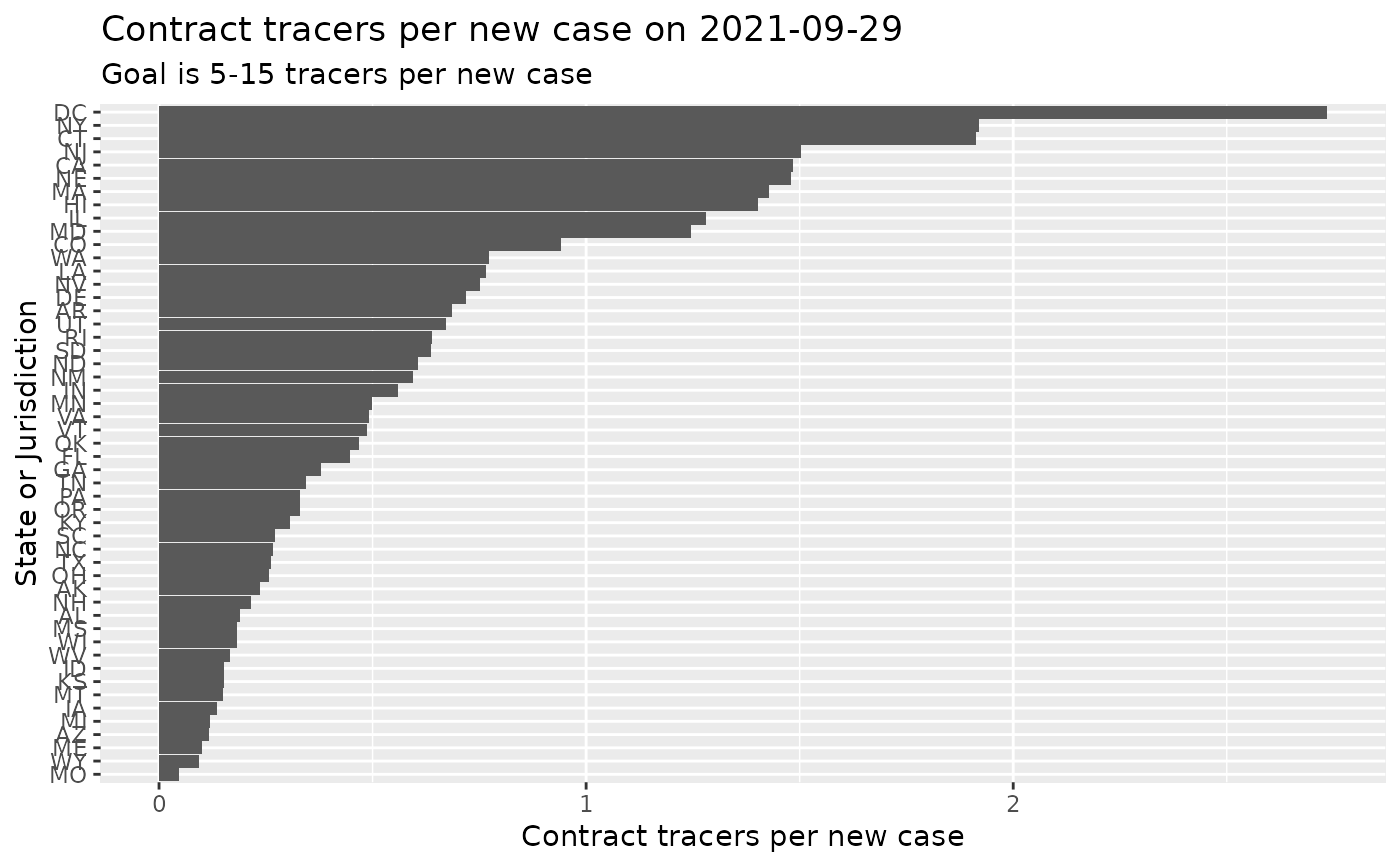 Contract tracers per new case on 2021-09-29
Goal is 5-15 tracers per new case
State or Jurisdiction
DC
NY
CT
NJ
CA
NE
MA
HI
IL
MD
CO
WA
LA
NV
DE
AR
UT
RI
SD
ND
NM
IN
MN
VA
VT
OK
FL
GA
TN
PA
OR
KY
SC
NC
TX
OH
AK
NH
AL
MS
WI
WV
ID
KS
MT
IA
MI
AZ
ME
WY
MO
0 1 2
Contract tracers per new case